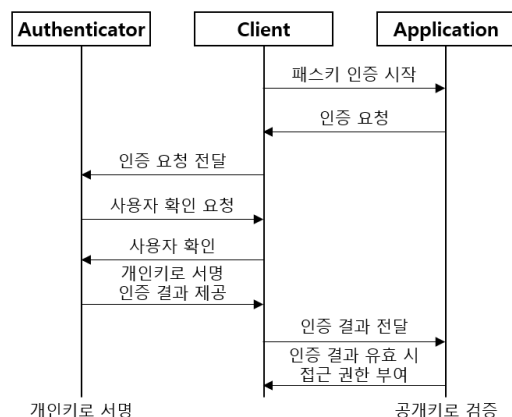 Authenticator
Client
Application
패스키 인증 시작
인증 요청
인증 요청 전달
사용자 확인 요청
사용자 확인
개인키로 서명
인증 결과 제공
인증 결과 전달
인증 결과 유효 시
접근 권한 부여
개인키로 서명
공개키로 검증